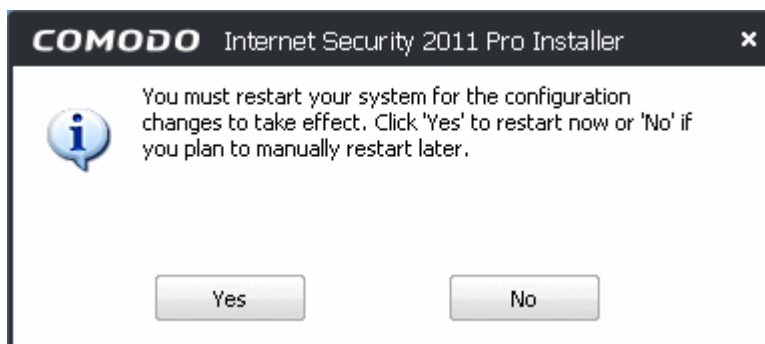 COMODO Internet Security 2011 Pro Installer
You must restart your system for the configuration
changes to take effect. Click 'Yes' to restart now or 'No' if
you plan to manually restart later.
Yes No